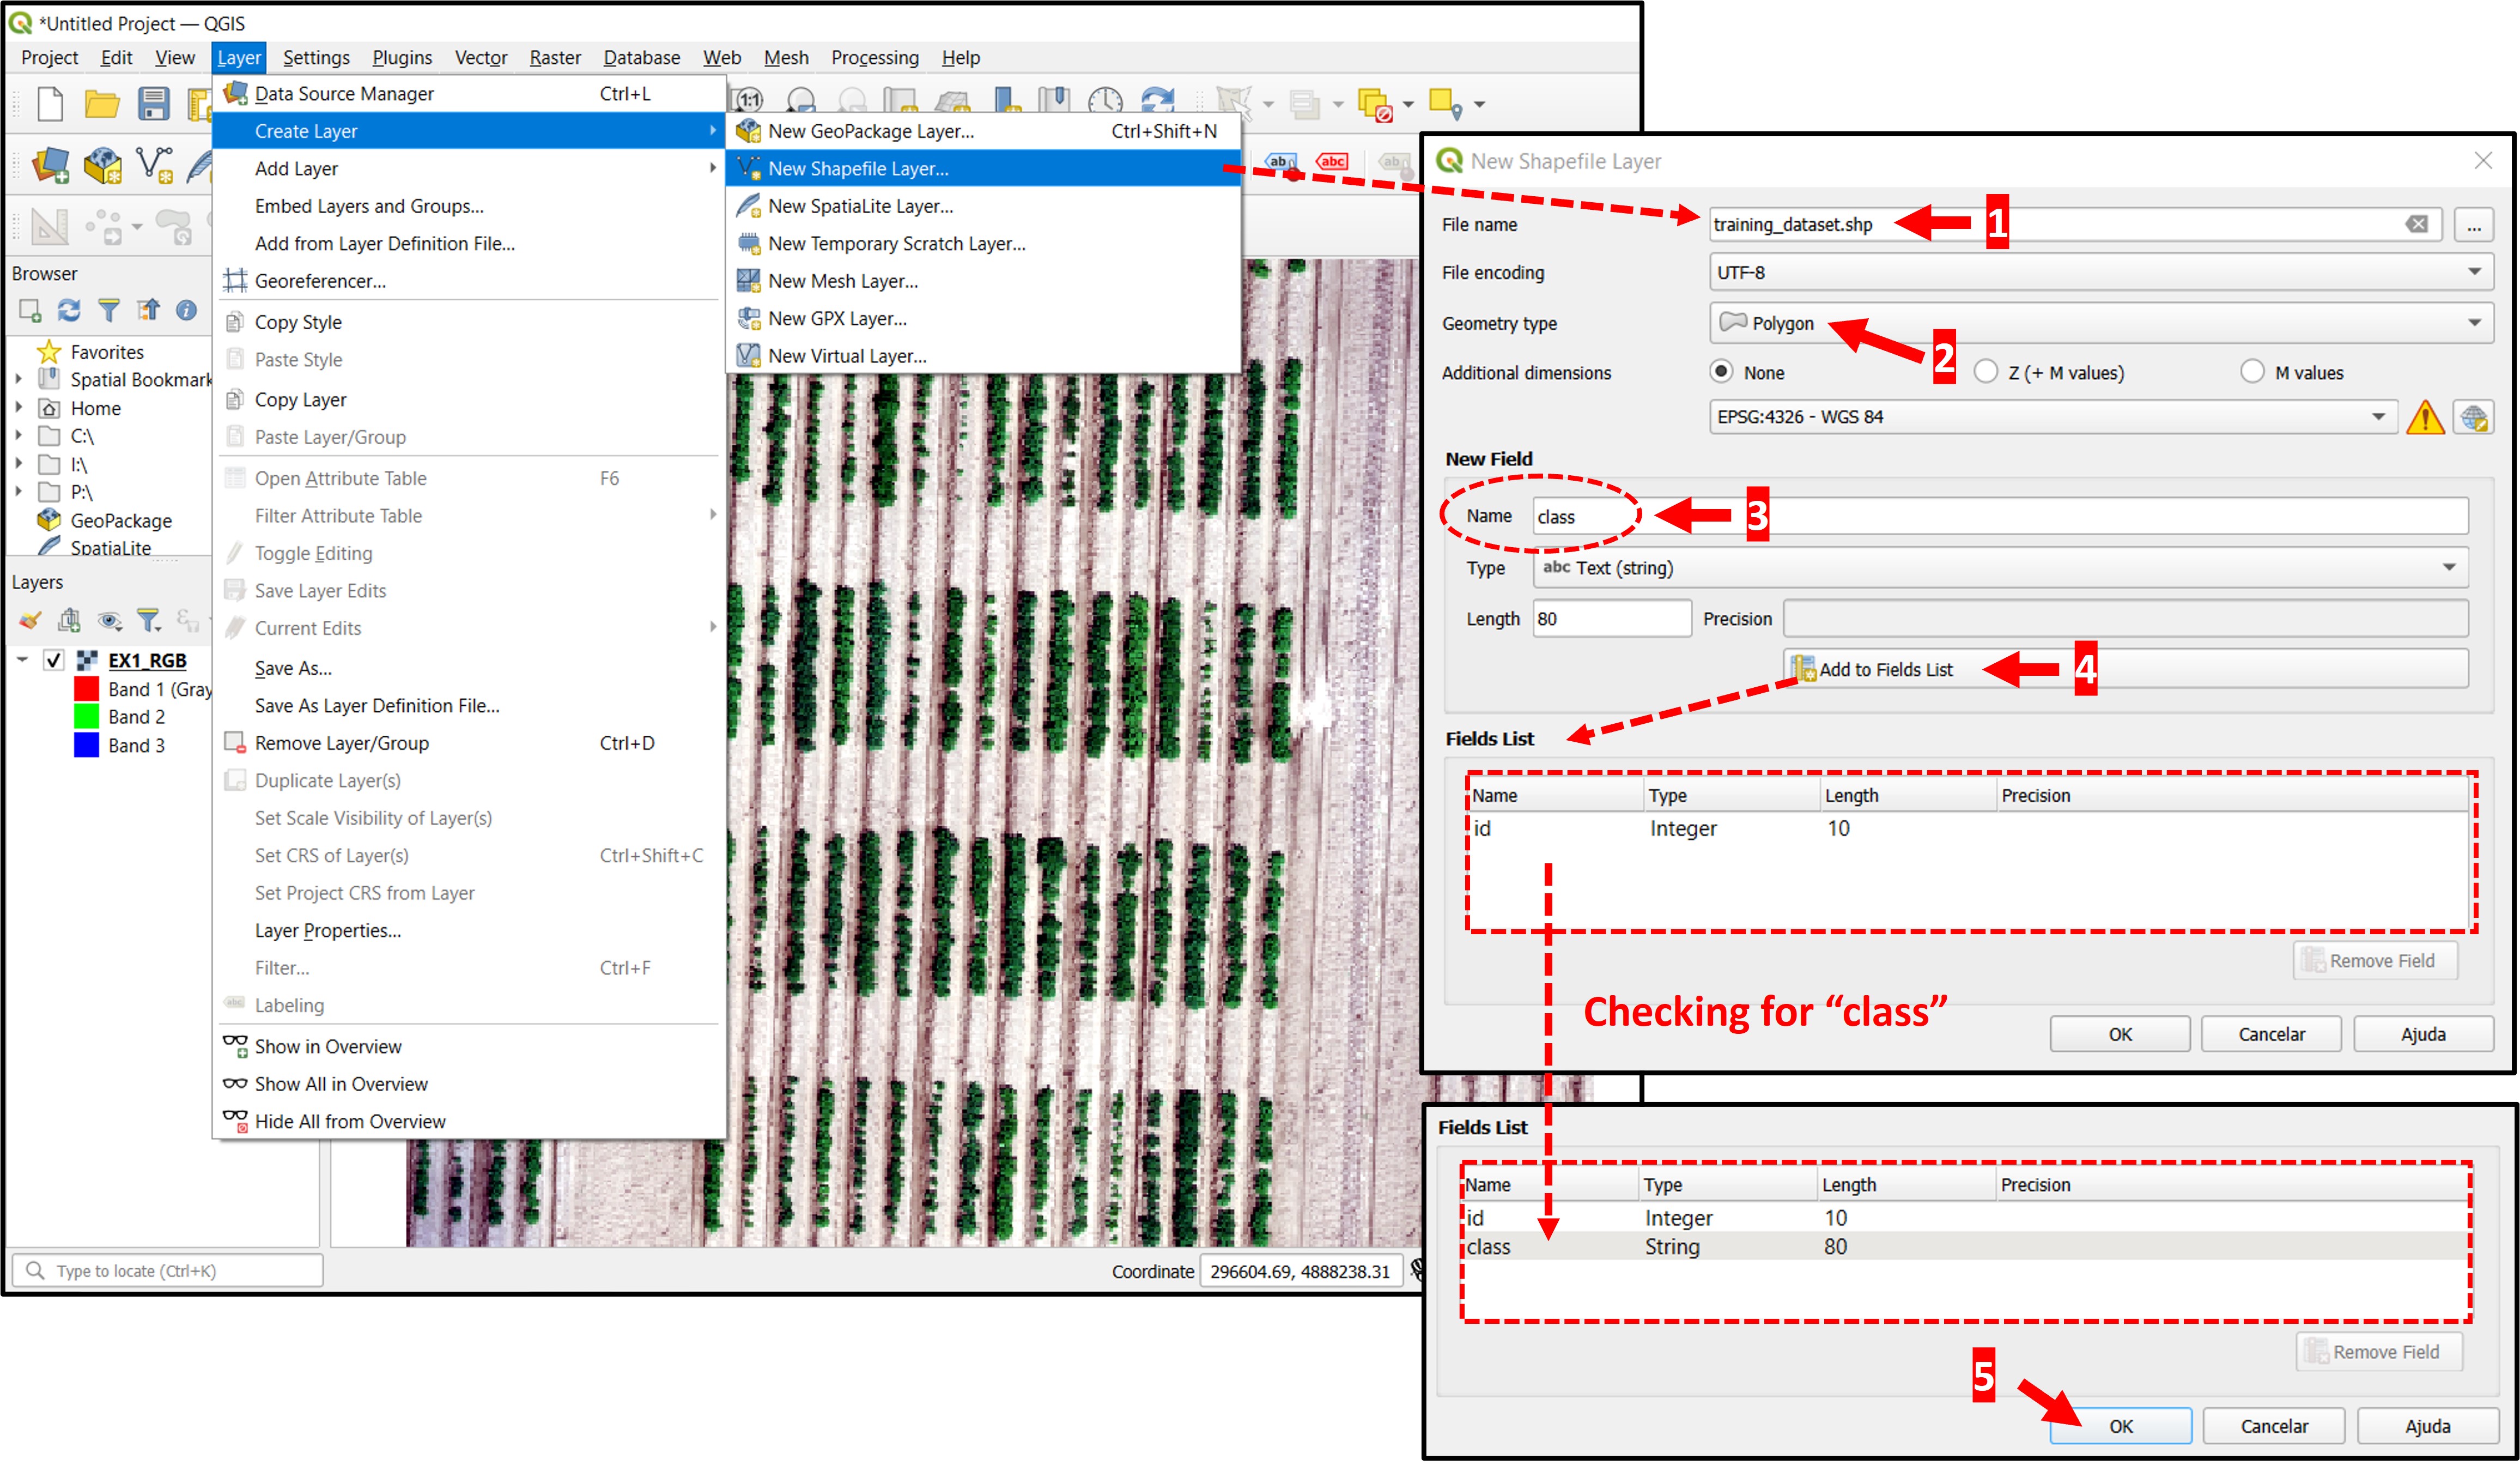 *Untitled Project — QGIS
Project Edit View Layer Settings Plugins Vector Raster Database Web Mesh Processing Help
Data Source Manager Ctrl+L
Create Layer
Add Layer
Embed Layers and Groups...
Add from Layer Definition File...
Georeferencer...
Copy Style
Paste Style
Copy Layer
Paste Layer/Group
Open Attribute Table F6
Filter Attribute Table
Toggle Editing
Save Layer Edits
Current Edits
Save As...
Save As Layer Definition File...
Remove Layer/Group Ctrl+D
Duplicate Layer(s)
Set Scale Visibility of Layer(s)
Set CRS of Layer(s) Ctrl+Shift+C
Set Project CRS from Layer
Layer Properties...
Filter... Ctrl+F
abc Labeling
Show in Overview
Show All in Overview
Hide All from Overview
1:1
New GeoPackage Layer... Ctrl+Shift+N
New Shapefile Layer...
New SpatiaLite Layer...
New Temporary Scratch Layer...
New Mesh Layer...
New GPX Layer...
New Virtual Layer...
ab abc ab
Browser
Favorites
Spatial Bookmark
Home
C:\
I:\
P:\
GeoPackage
SpatiaLite
Layers
EX1_RGB
Band 1 (Gray
Band 2
Band 3
Type to locate (Ctrl+K)
Coordinate 296604.69, 4888238.31
New Shapefile Layer
File name training_dataset.shp 1 ...
File encoding UTF-8
Geometry type Polygon 2
Additional dimensions None Z (+ M values) M values
EPSG:4326 - WGS 84
New Field
Name class 3
Type abc Text (string)
Length 80 Precision
Add to Fields List 4
Fields List
Name Type Length Precision
id Integer 10
Remove Field
Checking for “class”
OK Cancelar Ajuda
Fields List
Name Type Length Precision
id Integer 10
class String 80
Remove Field
5
OK Cancelar Ajuda